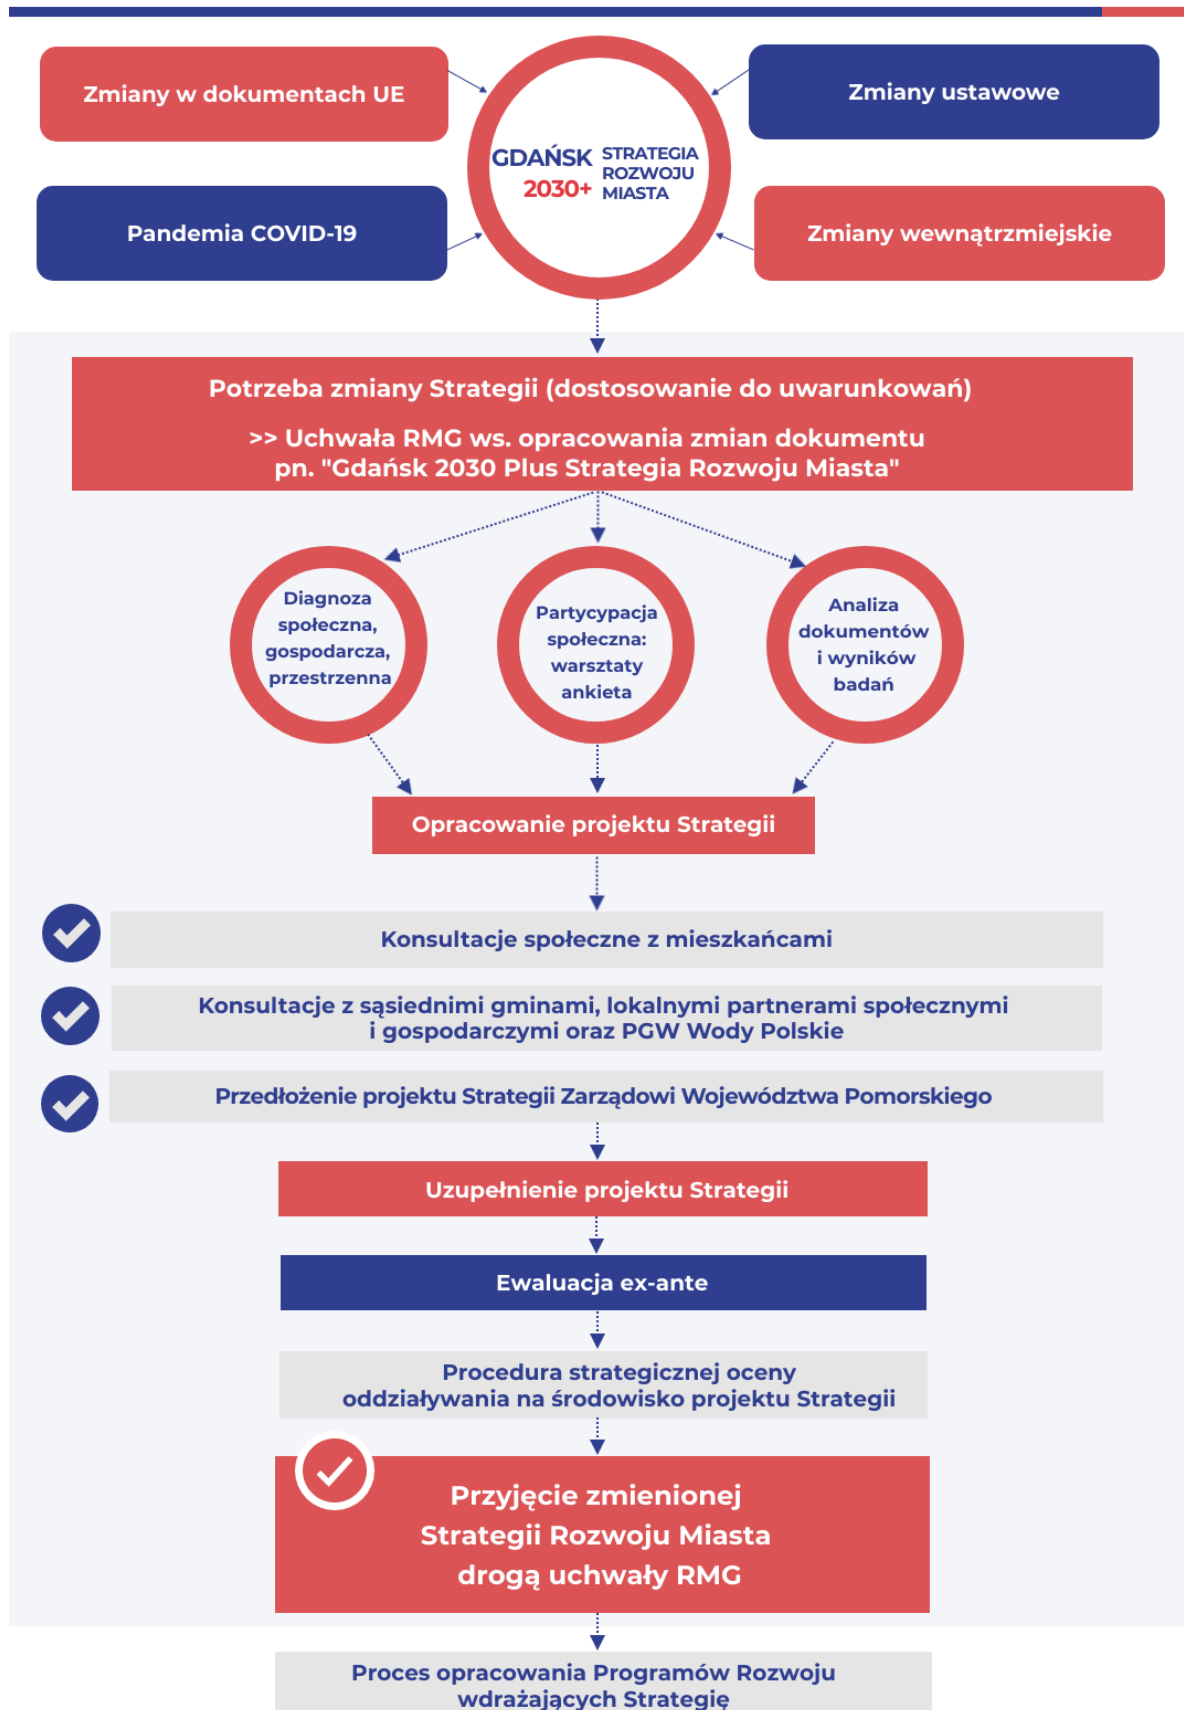 Zmiany w dokumentach UE
Zmiany ustawowe
GDAŃSK
2030+
STRATEGIA
ROZWOJU
MIASTA
Pandemia COVID-19
Zmiany wewnątrzmiejskie
Potrzeba zmiany Strategii (dostosowanie do uwarunkowań)
>> Uchwała RMG ws. opracowania zmian dokumentu
pn. "Gdańsk 2030 Plus Strategia Rozwoju Miasta"
Diagnoza
społeczna,
gospodarcza,
przestrzenna
Partycypacja
społeczna:
warsztaty
ankieta
Analiza
dokumentów
i wyników
badań
Opracowanie projektu Strategii
Konsultacje społeczne z mieszkańcami
Konsultacje z sąsiednimi gminami, lokalnymi partnerami społecznymi
i gospodarczymi oraz PGW Wody Polskie
Przedłożenie projektu Strategii Zarządowi Województwa Pomorskiego
Uzupełnienie projektu Strategii
Ewaluacja ex-ante
Procedura strategicznej oceny
oddziaływania na środowisko projektu Strategii
Przyjęcie zmienionej
Strategii Rozwoju Miasta
drogą uchwały RMG
Proces opracowania Programów Rozwoju
wdrażających Strategię